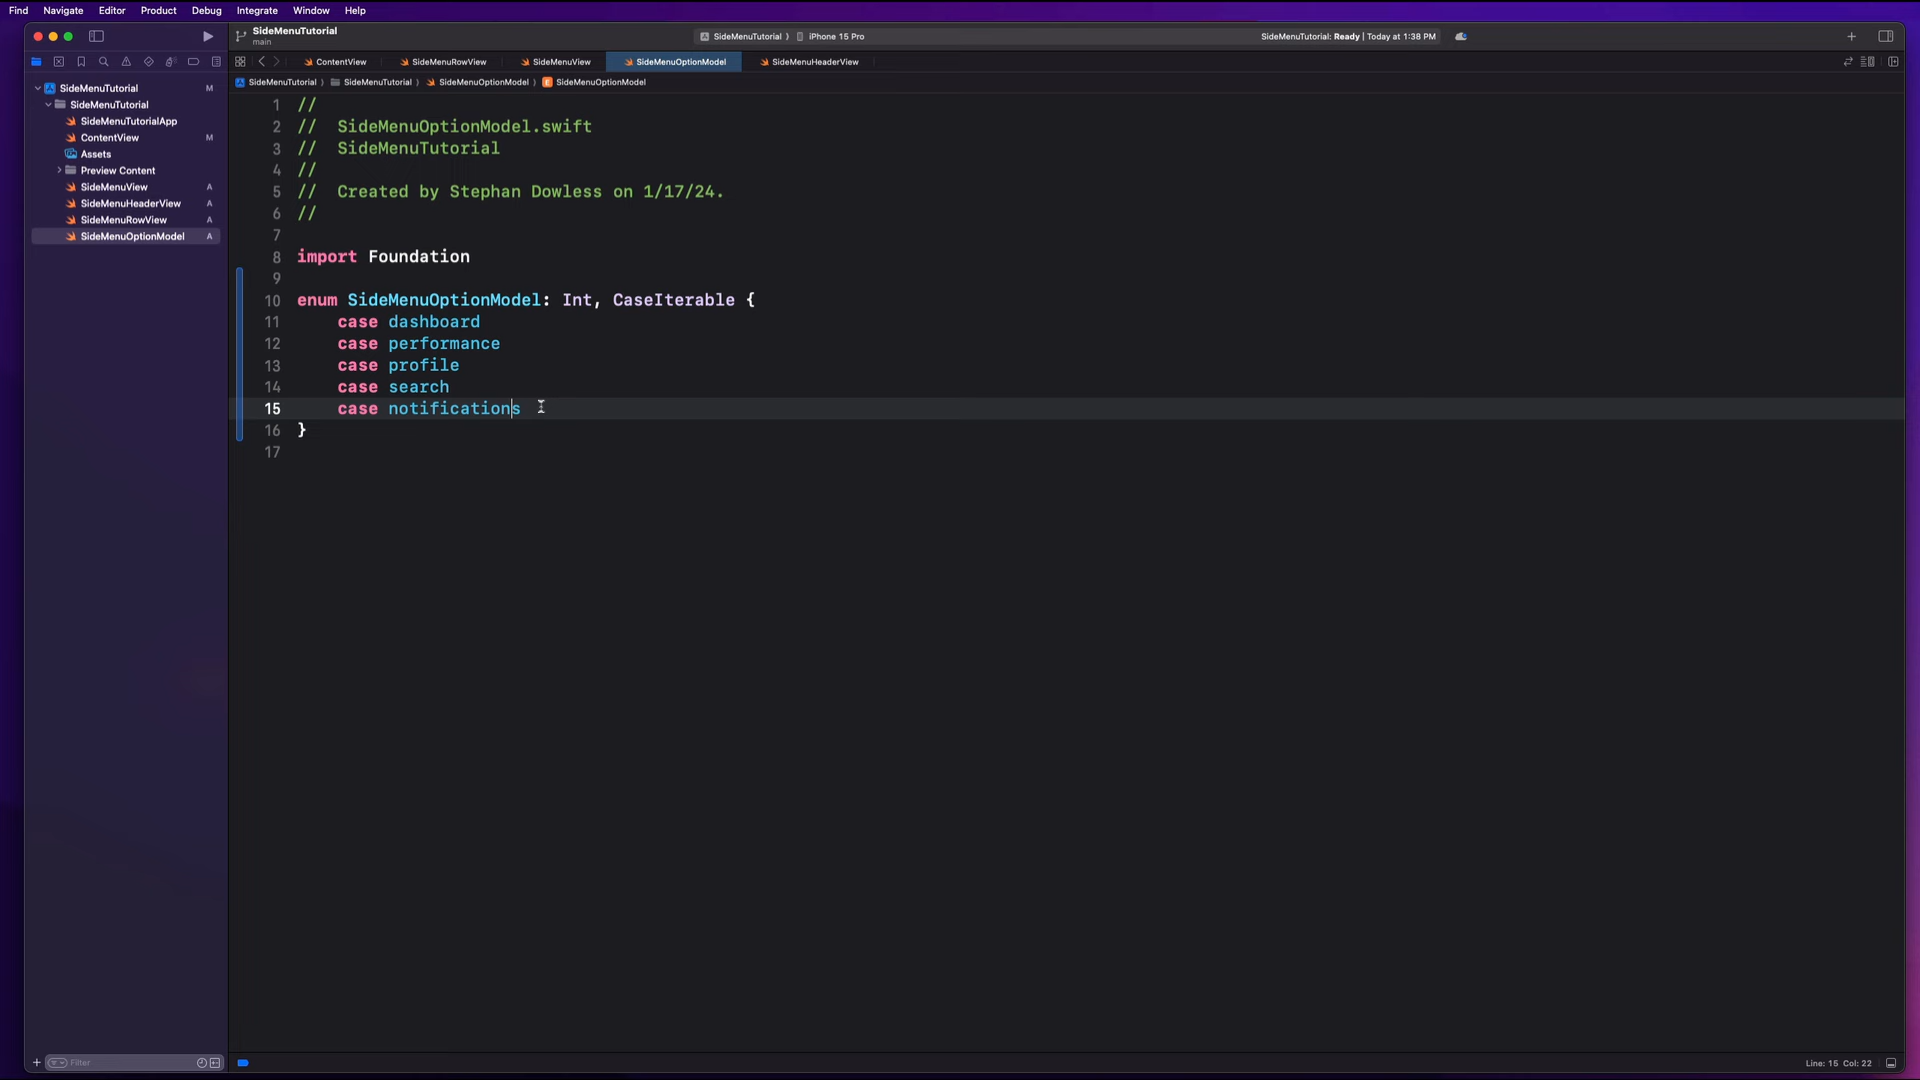 Find Navigate Editor Product Debug Integrate Window Help
SideMenuTutorial
main
SideMenuTutorial iPhone 15 Pro
SideMenuTutorial: Ready | Today at 1:38 PM
ContentView SideMenuRowView SideMenuView SideMenuOptionModel SideMenuHeaderView
SideMenuTutorial SideMenuTutorial SideMenuOptionModel SideMenuOptionModel
SideMenuTutorial M
SideMenuTutorial
SideMenuTutorialApp
ContentView M
Assets
Preview Content
SideMenuView A
SideMenuHeaderView A
SideMenuRowView A
SideMenuOptionModel A
1 //
2 // SideMenuOptionModel.swift
3 // SideMenuTutorial
4 //
5 // Created by Stephan Dowless on 1/17/24.
6 //
7
8 import Foundation
9
10 enum SideMenuOptionModel: Int, CaseIterable {
11 case dashboard
12 case performance
13 case profile
14 case search
15 case notifications
16 }
17
Filter
Line: 15 Col: 22